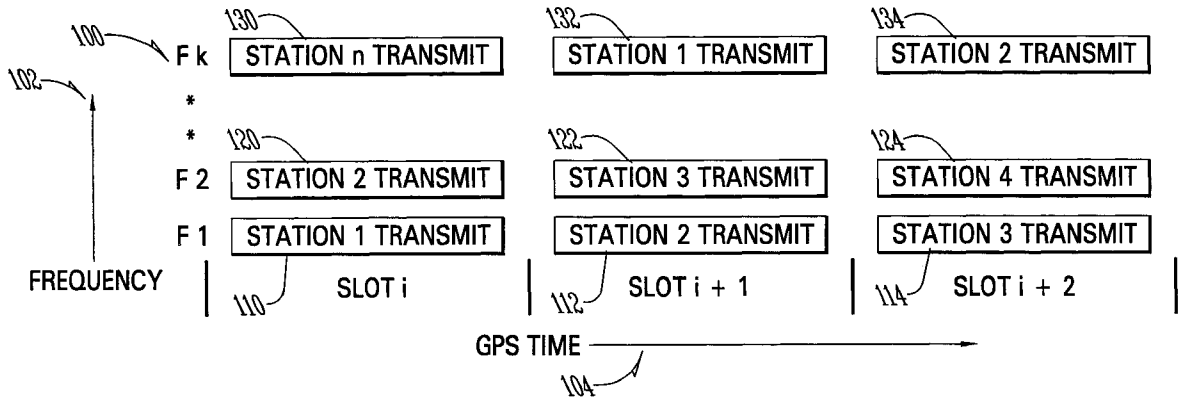 130 132 134
100 F k STATION n TRANSMIT STATION 1 TRANSMIT STATION 2 TRANSMIT
102
*
*
120 122 124
F 2 STATION 2 TRANSMIT STATION 3 TRANSMIT STATION 4 TRANSMIT
F 1 STATION 1 TRANSMIT STATION 2 TRANSMIT STATION 3 TRANSMIT
FREQUENCY 110 SLOT i 112 SLOT i + 1 114 SLOT i + 2
GPS TIME
104